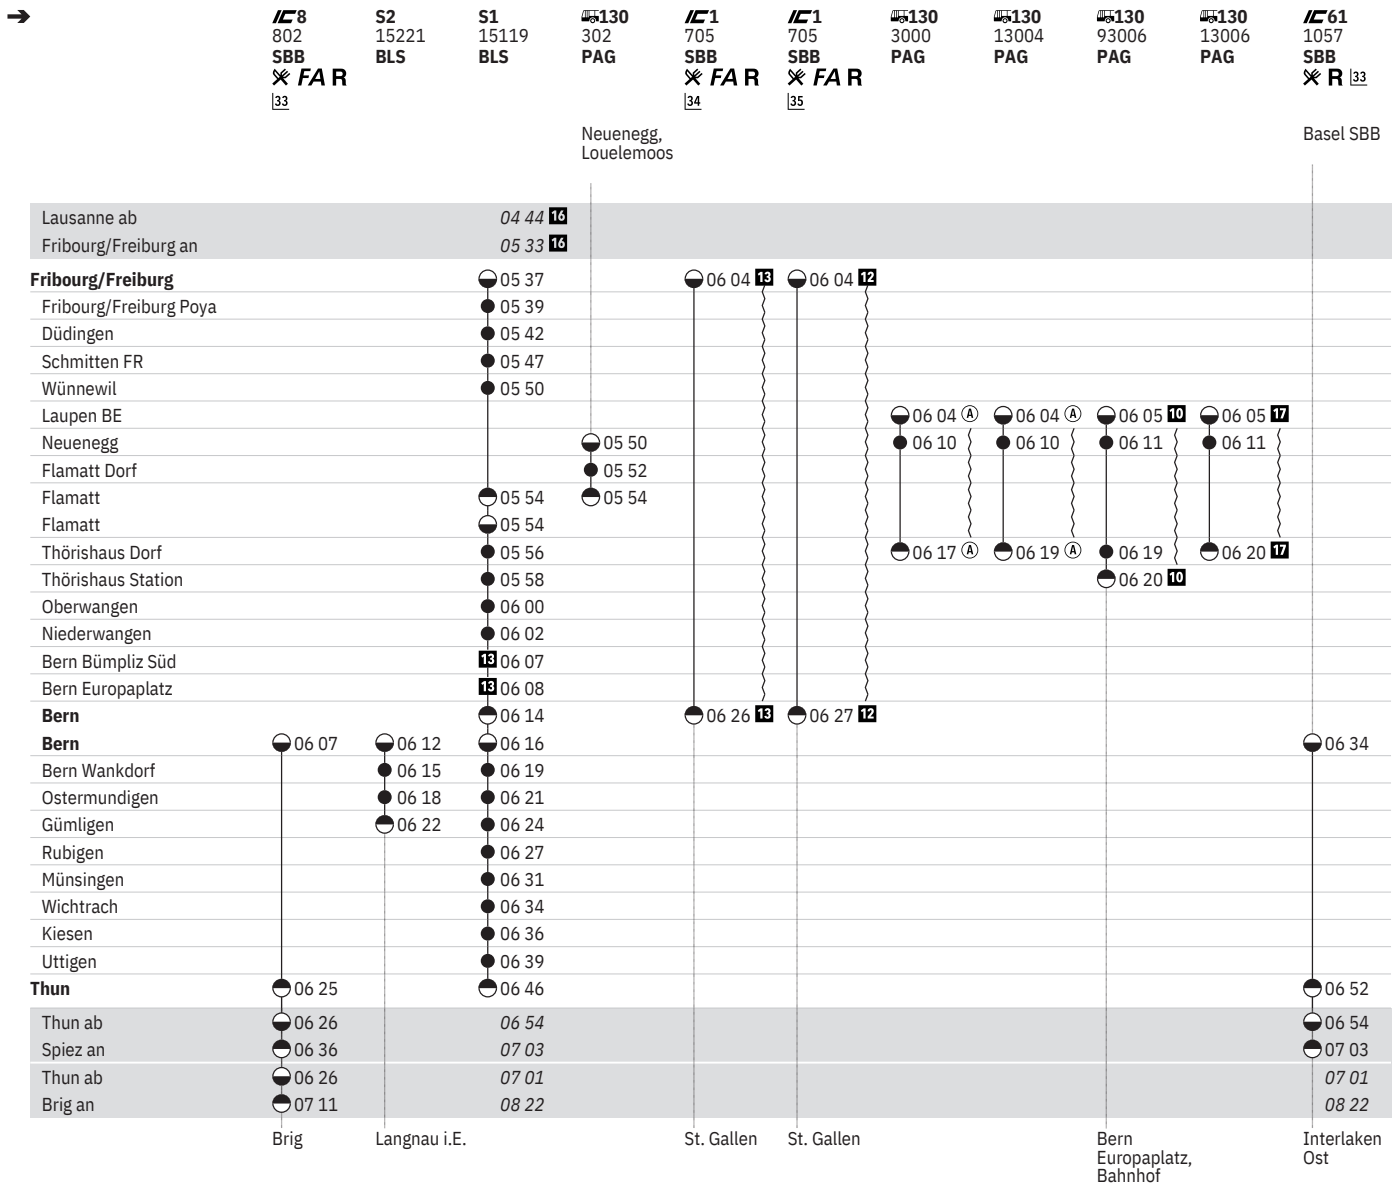 ➔ IC8 S2 S1 130 IC1 IC1 130 130 130 130 IC61
802 15221 15119 302 705 705 3000 13004 93006 13006 1057
SBB BLS BLS PAG SBB SBB PAG PAG PAG PAG SBB
FA R FA R FA R R 33
33 34 35
Neuenegg, Basel SBB
Louelemoos
Lausanne ab 04 44 16
Fribourg/Freiburg an 05 33 16
Fribourg/Freiburg 05 37 06 04 13 06 04 12
Fribourg/Freiburg Poya 05 39
Düdingen 05 42
Schmitten FR 05 47
Wünnewil 05 50
Laupen BE 06 04 A 06 04 A 06 05 10 06 05 17
Neuenegg 05 50 06 10 06 10 06 11 06 11
Flamatt Dorf 05 52
Flamatt 05 54 05 54
Flamatt 05 54
Thörishaus Dorf 05 56 06 17 A 06 19 A 06 19 06 20 17
Thörishaus Station 05 58 06 20 10
Oberwangen 06 00
Niederwangen 06 02
Bern Bümpliz Süd 13 06 07
Bern Europaplatz 13 06 08
Bern 06 14 06 26 13 06 27 12
Bern 06 07 06 12 06 16 06 34
Bern Wankdorf 06 15 06 19
Ostermundigen 06 18 06 21
Gümligen 06 22 06 24
Rubigen 06 27
Münsingen 06 31
Wichtrach 06 34
Kiesen 06 36
Uttigen 06 39
Thun 06 25 06 46 06 52
Thun ab 06 26 06 54 06 54
Spiez an 06 36 07 03 07 03
Thun ab 06 26 07 01 07 01
Brig an 07 11 08 22 08 22
Brig Langnau i.E. St. Gallen St. Gallen Bern Interlaken
Europaplatz, Ost
Bahnhof